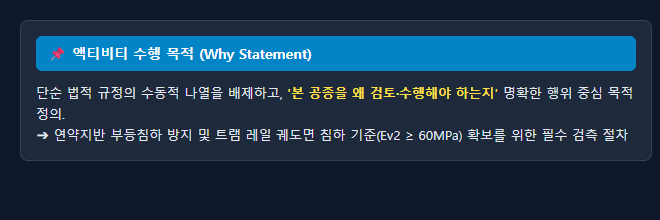 📌 액티비티 수행 목적 (Why Statement)
단순 법적 규정의 수동적 나열을 배제하고, '본 공종을 왜 검토·수행해야 하는지' 명확한 행위 중심 목적
정의.
➔ 연약지반 부등침하 방지 및 트램 레일 궤도면 침하 기준(Ev2 ≥ 60MPa) 확보를 위한 필수 검측 절차